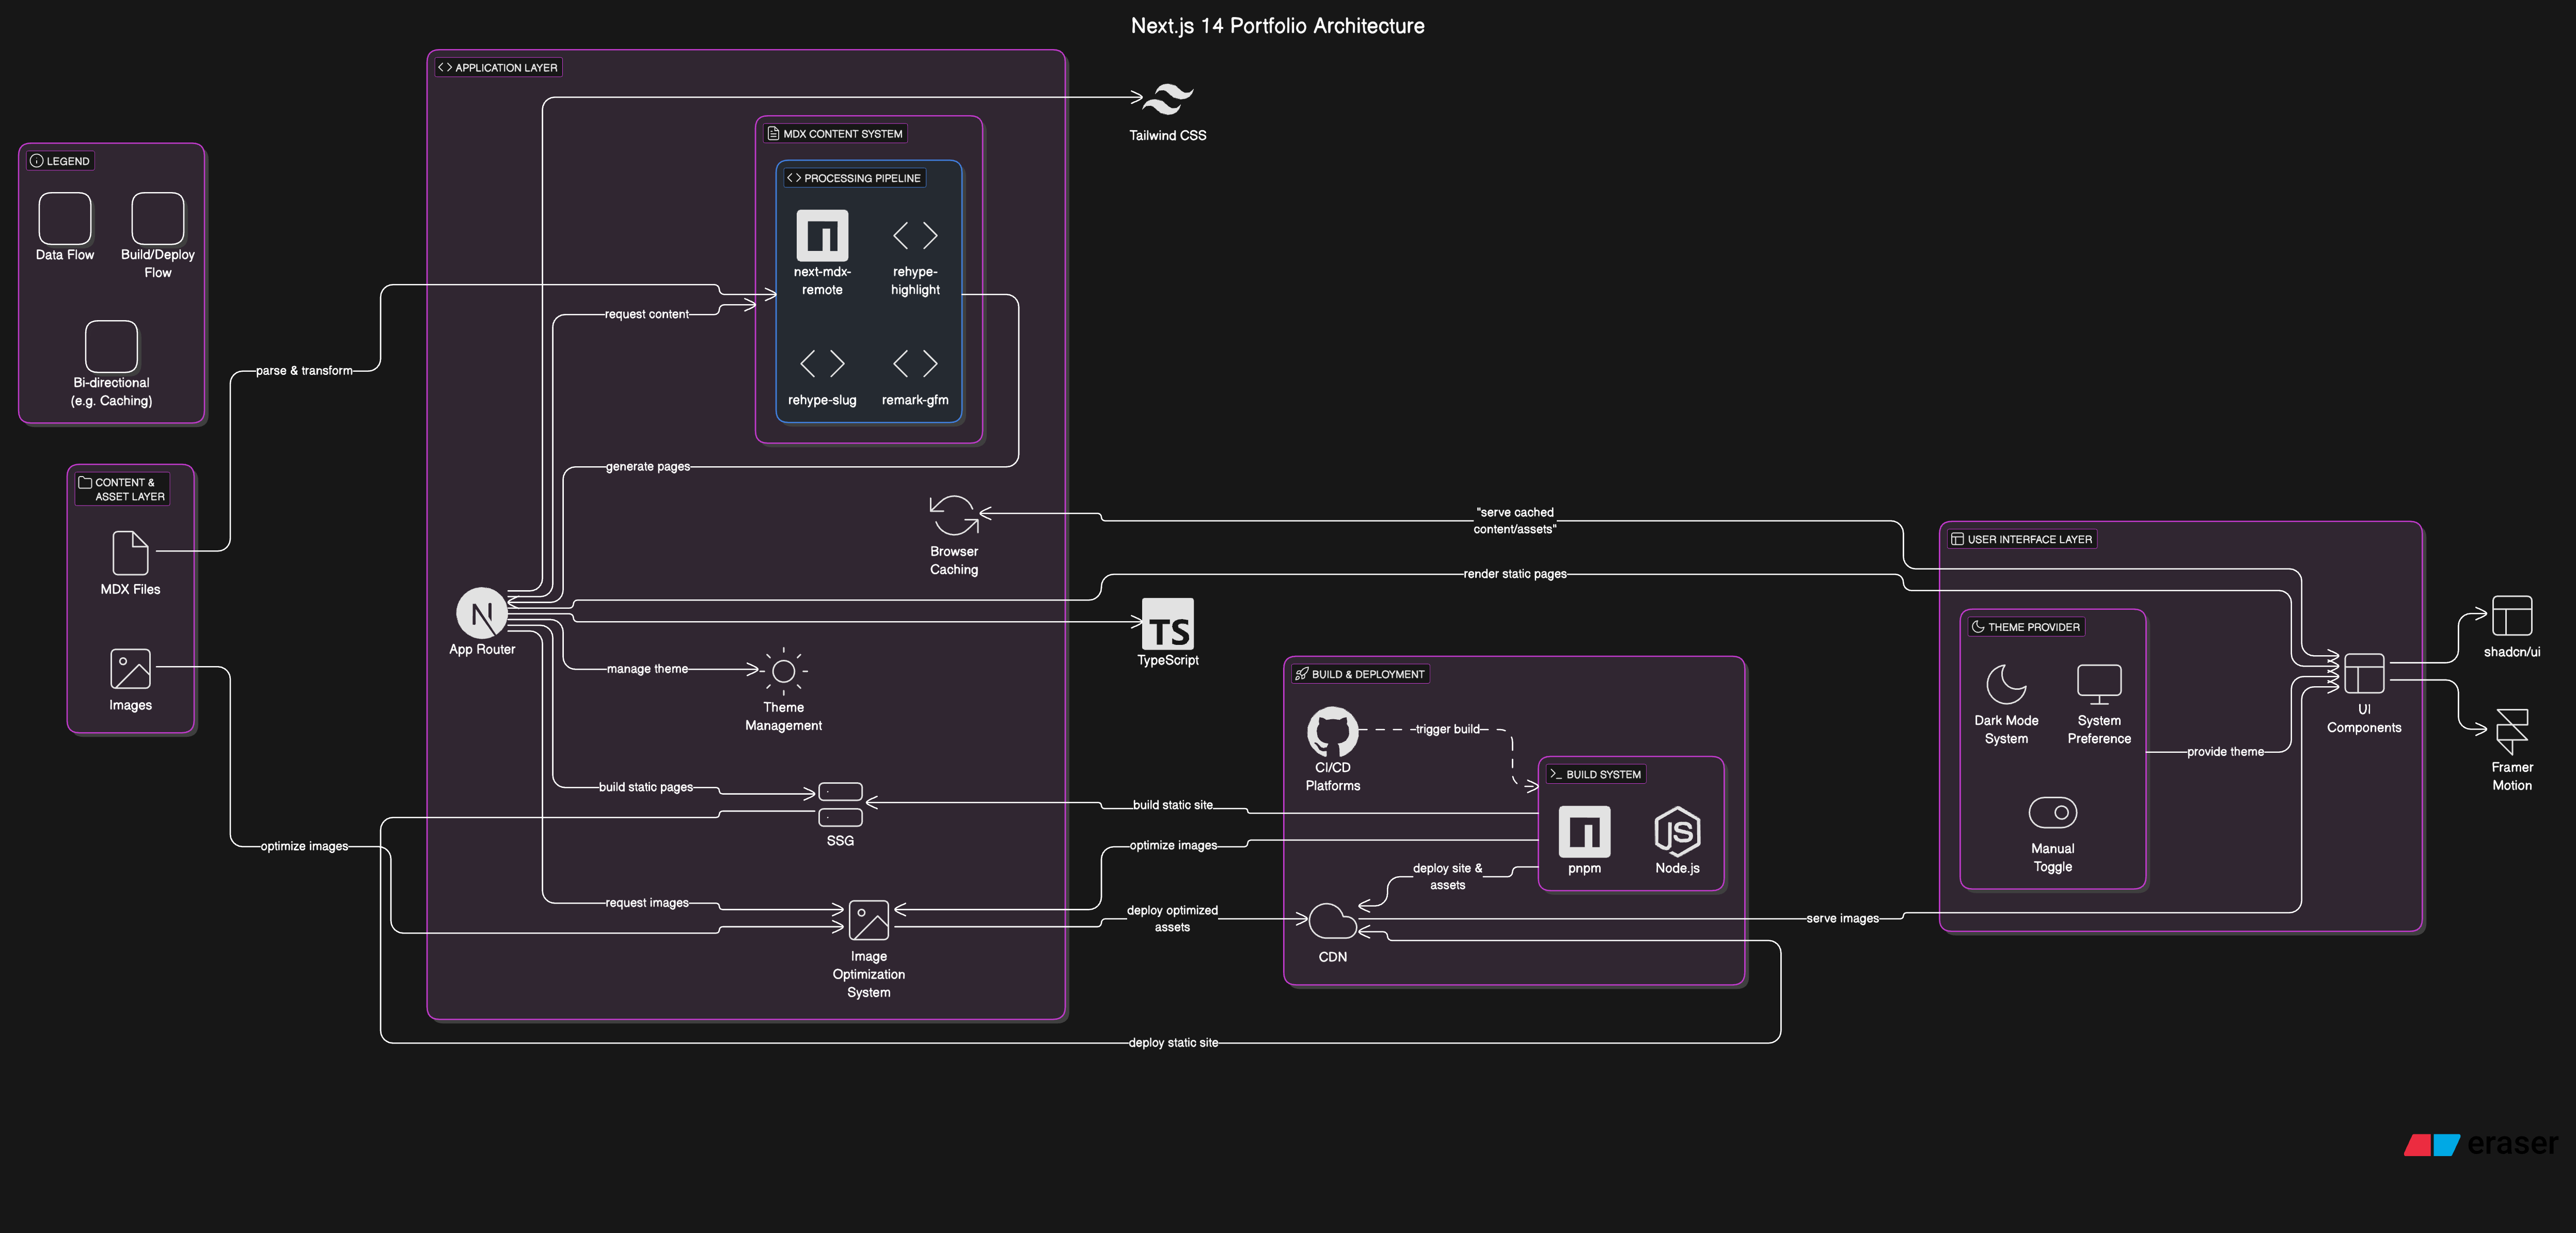 Next.js 14 Portfolio Architecture
LEGEND
Data Flow
Build/Deploy
Flow
Bi-directional
(e.g. Caching)
CONTENT &
ASSET LAYER
MDX Files
Images
parse & transform
optimize images
APPLICATION LAYER
MDX CONTENT SYSTEM
PROCESSING PIPELINE
next-mdx-
remote
rehype-
highlight
rehype-slug
remark-gfm
request content
generate pages
Browser
Caching
App Router
manage theme
Theme
Management
build static pages
SSG
request images
Image
Optimization
System
Tailwind CSS
TS
TypeScript
"serve cached
content/assets"
render static pages
build static site
optimize images
deploy optimized
assets
deploy static site
BUILD & DEPLOYMENT
CI/CD
Platforms
trigger build
BUILD SYSTEM
pnpm
JS
Node.js
deploy site &
assets
CDN
serve images
USER INTERFACE LAYER
THEME PROVIDER
Dark Mode
System
System
Preference
Manual
Toggle
provide theme
UI
Components
shadcn/ui
Framer
Motion
eraser